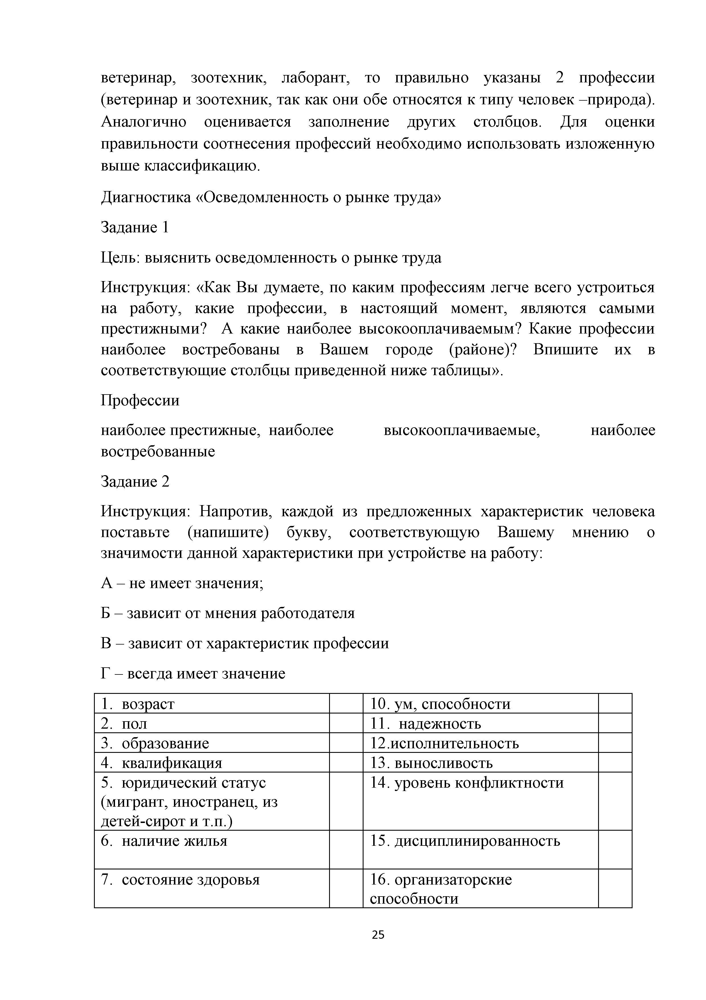 ветеринар, зоотехник, лаборант, то правильно указаны 2 профессии
(ветеринар и зоотехник, так как они обе относятся к типу человек –природа).
Аналогично оценивается заполнение других столбцов. Для оценки
правильности соотнесения профессий необходимо использовать изложенную
выше классификацию.
Диагностика «Осведомленность о рынке труда»
Задание 1
Цель: выяснить осведомленность о рынке труда
Инструкция: «Как Вы думаете, по каким профессиям легче всего устроиться
на работу, какие профессии, в настоящий момент, являются самыми
престижными? А какие наиболее высокооплачиваемым? Какие профессии
наиболее востребованы в Вашем городе (районе)? Впишите их в
соответствующие столбцы приведенной ниже таблицы».
Профессии
наиболее престижные, наиболее высокооплачиваемые, наиболее
востребованные
Задание 2
Инструкция: Напротив, каждой из предложенных характеристик человека
поставьте (напишите) букву, соответствующую Вашему мнению о
значимости данной характеристики при устройстве на работу:
А – не имеет значения;
Б – зависит от мнения работодателя
В – зависит от характеристик профессии
Г – всегда имеет значение
1. возраст 10. ум, способности
2. пол 11. надежность
3. образование 12.исполнительность
4. квалификация 13. выносливость
5. юридический статус 14. уровень конфликтности
(мигрант, иностранец, из
детей-сирот и т.п.)
6. наличие жилья 15. дисциплинированность
7. состояние здоровья 16. организаторские
способности
25